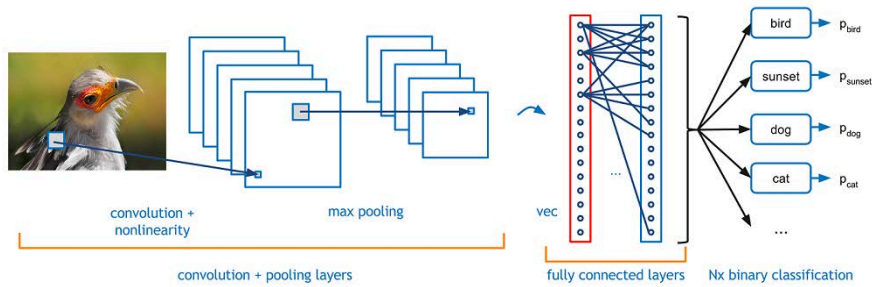 bird
p_bird
sunset
p_sunset
dog
p_dog
cat
p_cat
...
...
convolution +
nonlinearity
max pooling
vec
convolution + pooling layers
fully connected layers
Nx binary classification